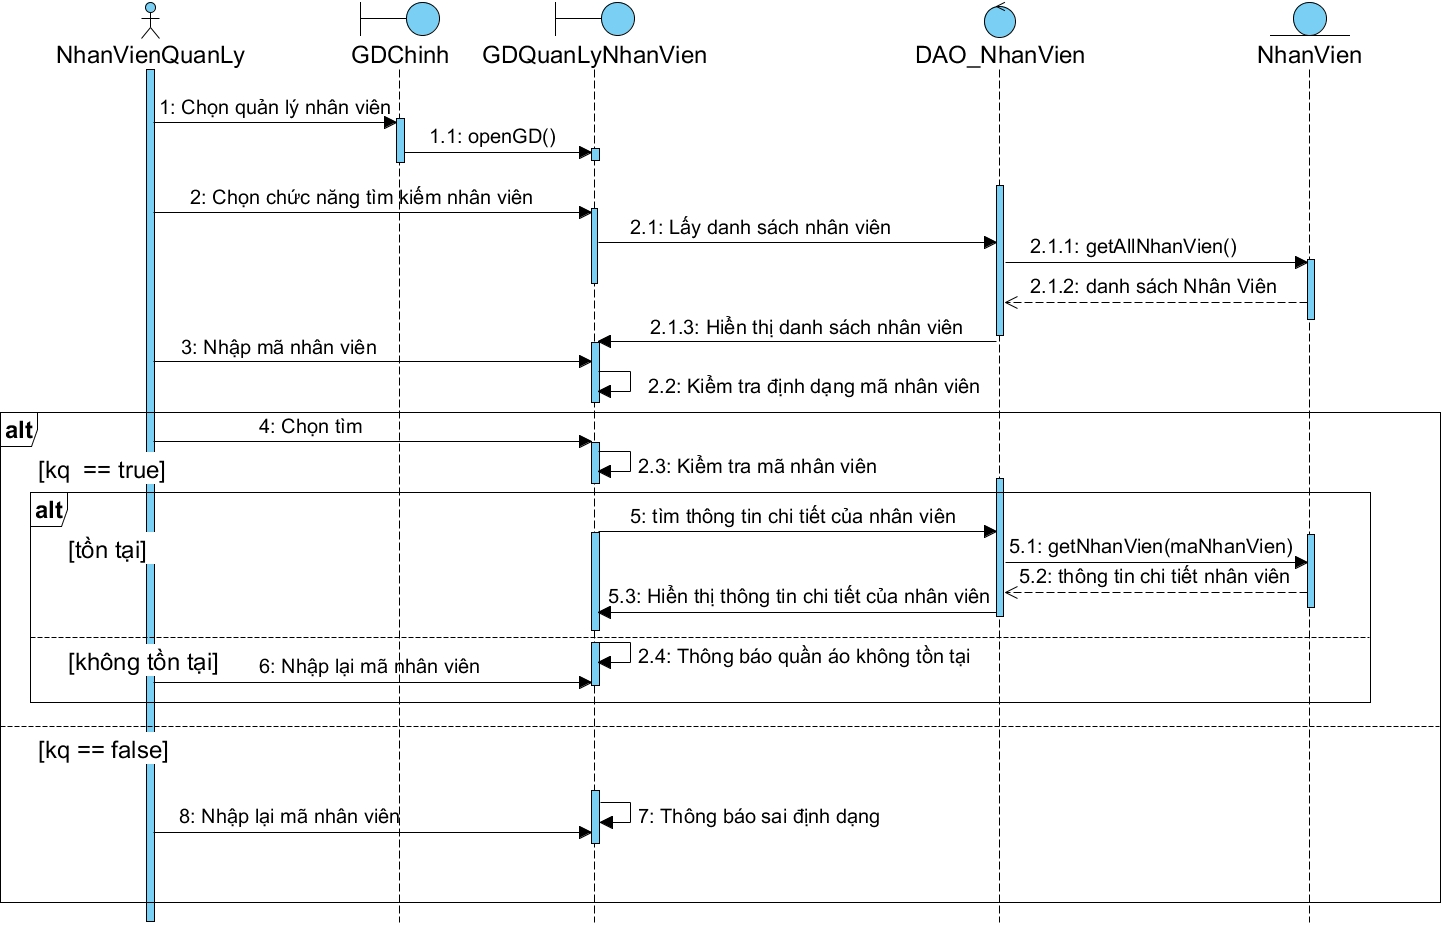 NhanVienQuanLy
GDChinh
GDQuanLyNhanVien
DAO_NhanVien
NhanVien
1: Chọn quản lý nhân viên
1.1: openGD()
2: Chọn chức năng tìm kiếm nhân viên
2.1: Lấy danh sách nhân viên
2.1.1: getAllNhanVien()
2.1.2: danh sách Nhân Viên
2.1.3: Hiển thị danh sách nhân viên
3: Nhập mã nhân viên
2.2: Kiểm tra định dạng mã nhân viên
alt
4: Chọn tìm
[kq == true]
2.3: Kiểm tra mã nhân viên
alt
5: tìm thông tin chi tiết của nhân viên
[tồn tại]
5.1: getNhanVien(maNhanVien)
5.2: thông tin chi tiết nhân viên
5.3: Hiển thị thông tin chi tiết của nhân viên
[không tồn tại]
6: Nhập lại mã nhân viên
2.4: Thông báo quần áo không tồn tại
[kq == false]
8: Nhập lại mã nhân viên
7: Thông báo sai định dạng